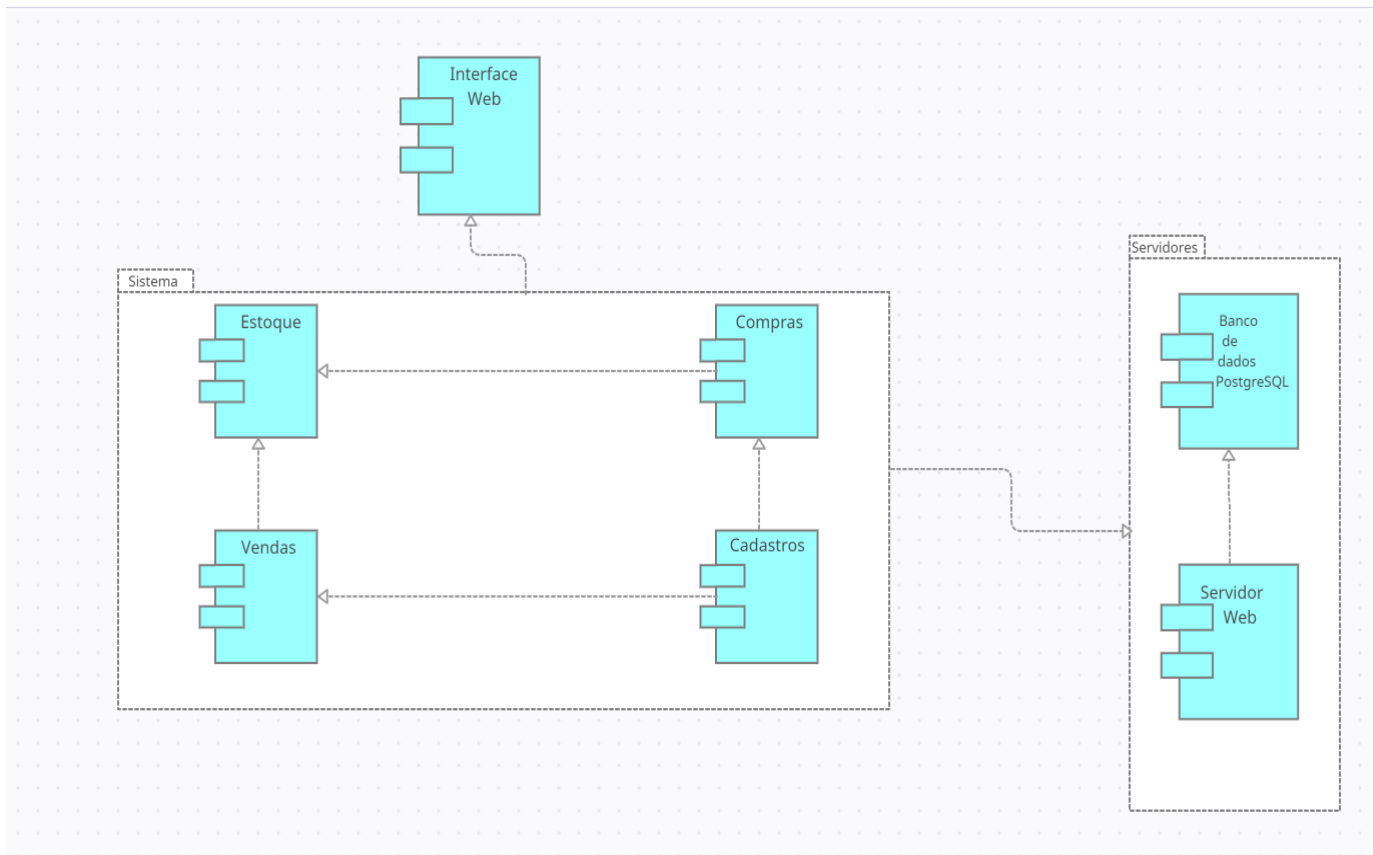 Interface
Web
Sistema
Estoque
Compras
Vendas
Cadastros
Servidores
Banco
de
dados
PostgreSQL
Servidor
Web